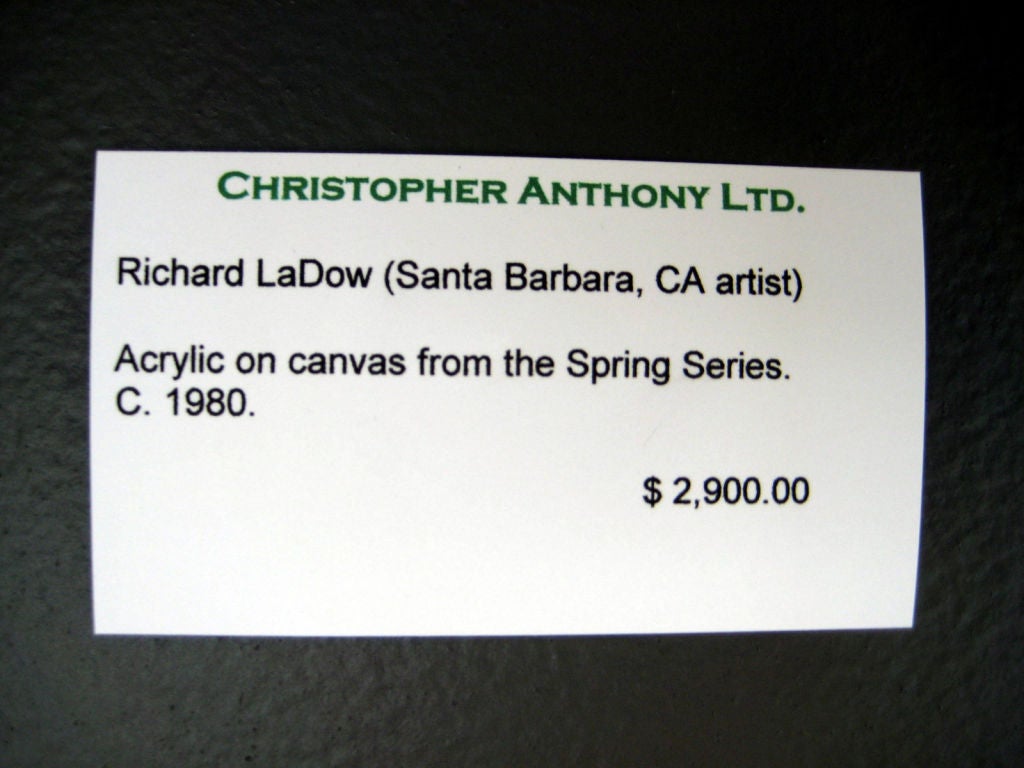 CHRISTOPHER ANTHONY LTD.
Richard LaDow (Santa Barbara, CA artist)
Acrylic on canvas from the Spring Series.
C. 1980.
$ 2,900.00